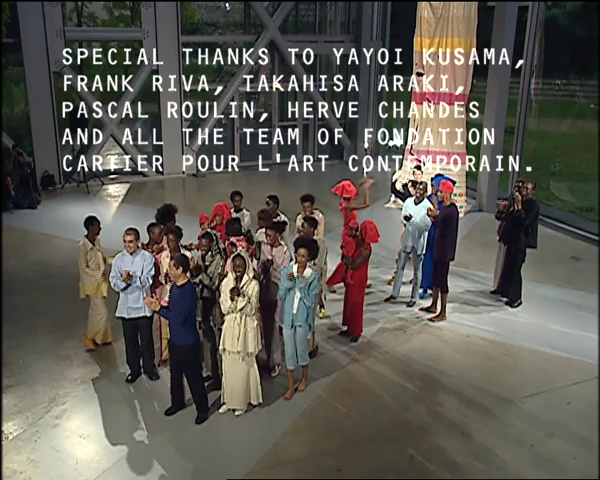 SPECIAL THANKS TO YAYOI KUSAMA,
FRANK RIVA, TAKAHISA ARAKI,
PASCAL ROULIN, HERVE CHANDES
AND ALL THE TEAM OF FONDATION
CARTIER POUR L'ART CONTEMPORAIN.